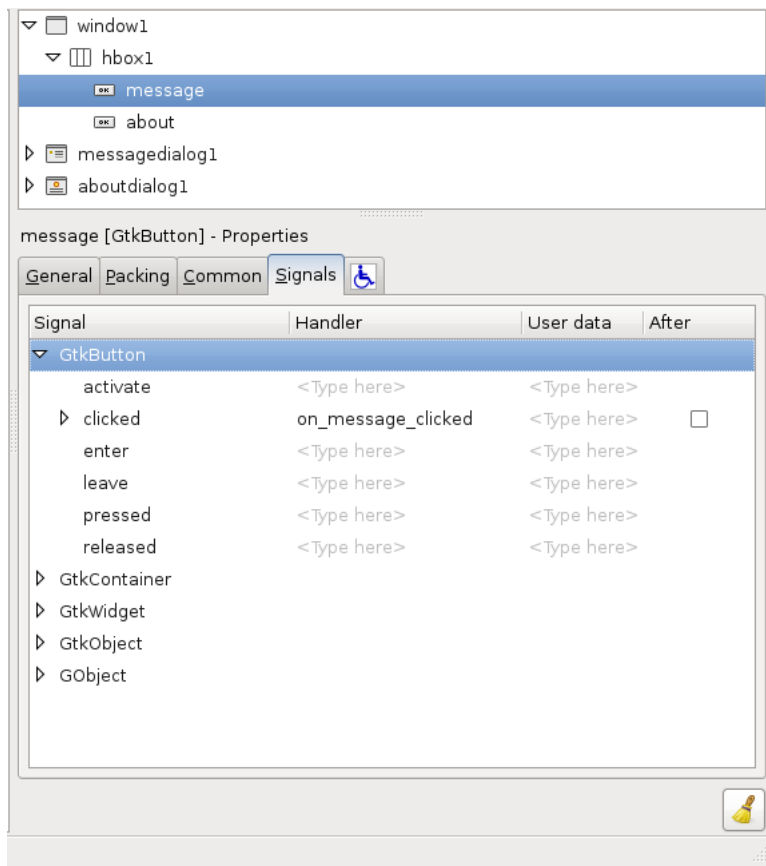 window1
hbox1
message
about
messagedialog1
aboutdialog1
message [GtkButton] - Properties
General Packing Common Signals
Signal Handler User data After
GtkButton
activate <Type here> <Type here>
clicked on_message_clicked <Type here>
enter <Type here> <Type here>
leave <Type here> <Type here>
pressed <Type here> <Type here>
released <Type here> <Type here>
GtkContainer
GtkWidget
GtkObject
GObject